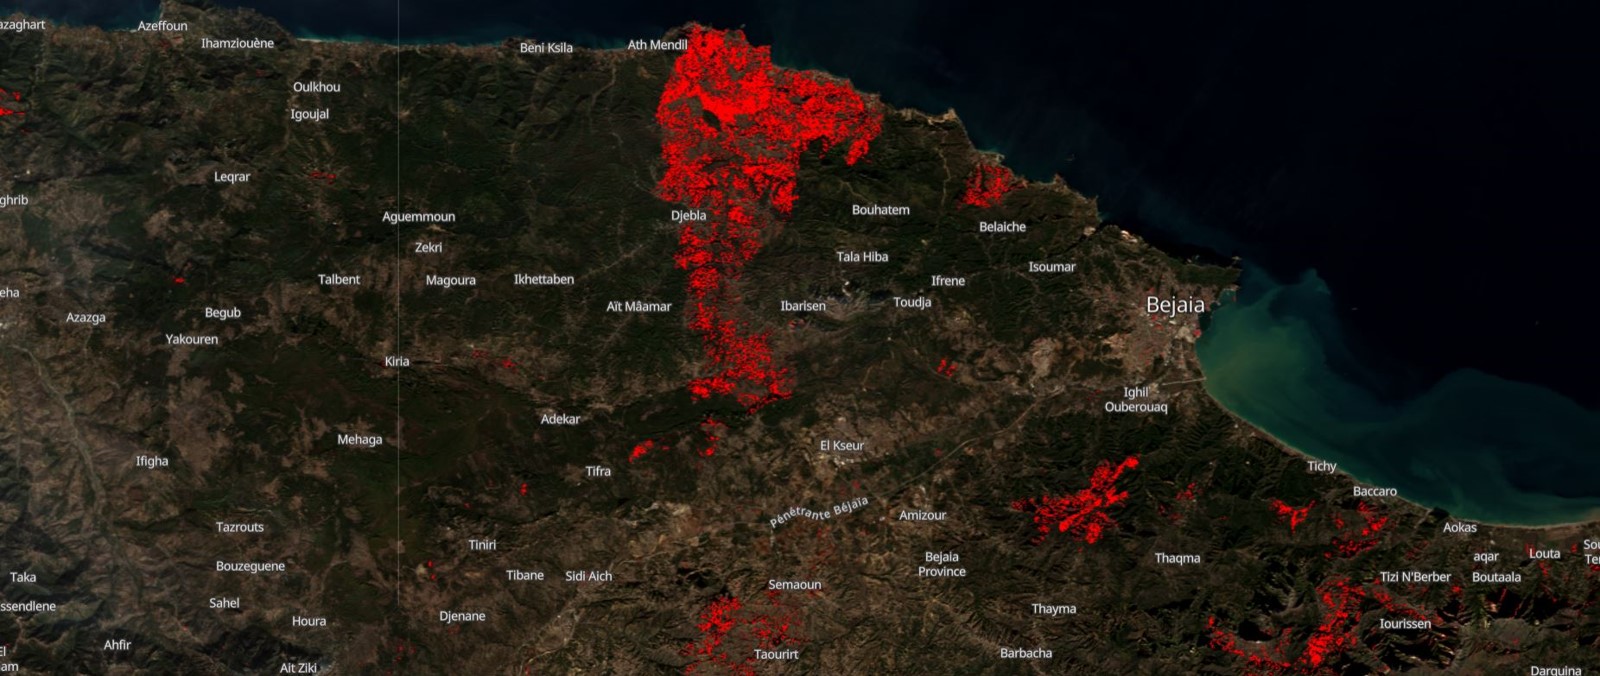 azaghart
Azeffoun
Ihamziouène
Beni Ksila
Ath Mendil
Oulkhou
Igoujal
Leqrar
ghrib
Aguemmoun
Djebla
Bouhatem
Belaiche
Zekri
Tala Hiba
Isoumar
Talbent
Magoura
Ikhettaben
Ifrene
eha
Aït Mâamar
Ibarisen
Toudja
Bejaia
Azazga
Begub
Yakouren
Kiria
Ighil
Ouberouaq
Adekar
Mehaga
El Kseur
Ifigha
Tifra
Tichy
Baccaro
Pénétrante Béjaïa
Amizour
Tazrouts
Aokas
Tiniri
Bejaia
Province
Thaqma
aqar
Louta
Sou
Ter
Bouzeguene
Taka
Tibane
Sidi Aich
Semaoun
Tizi N'Berber
Boutaala
ssendlene
Sahel
Houra
Djenane
Thayma
Iourissen
Ahfir
El
am
Ait Ziki
Taourirt
Barbacha
Darguina